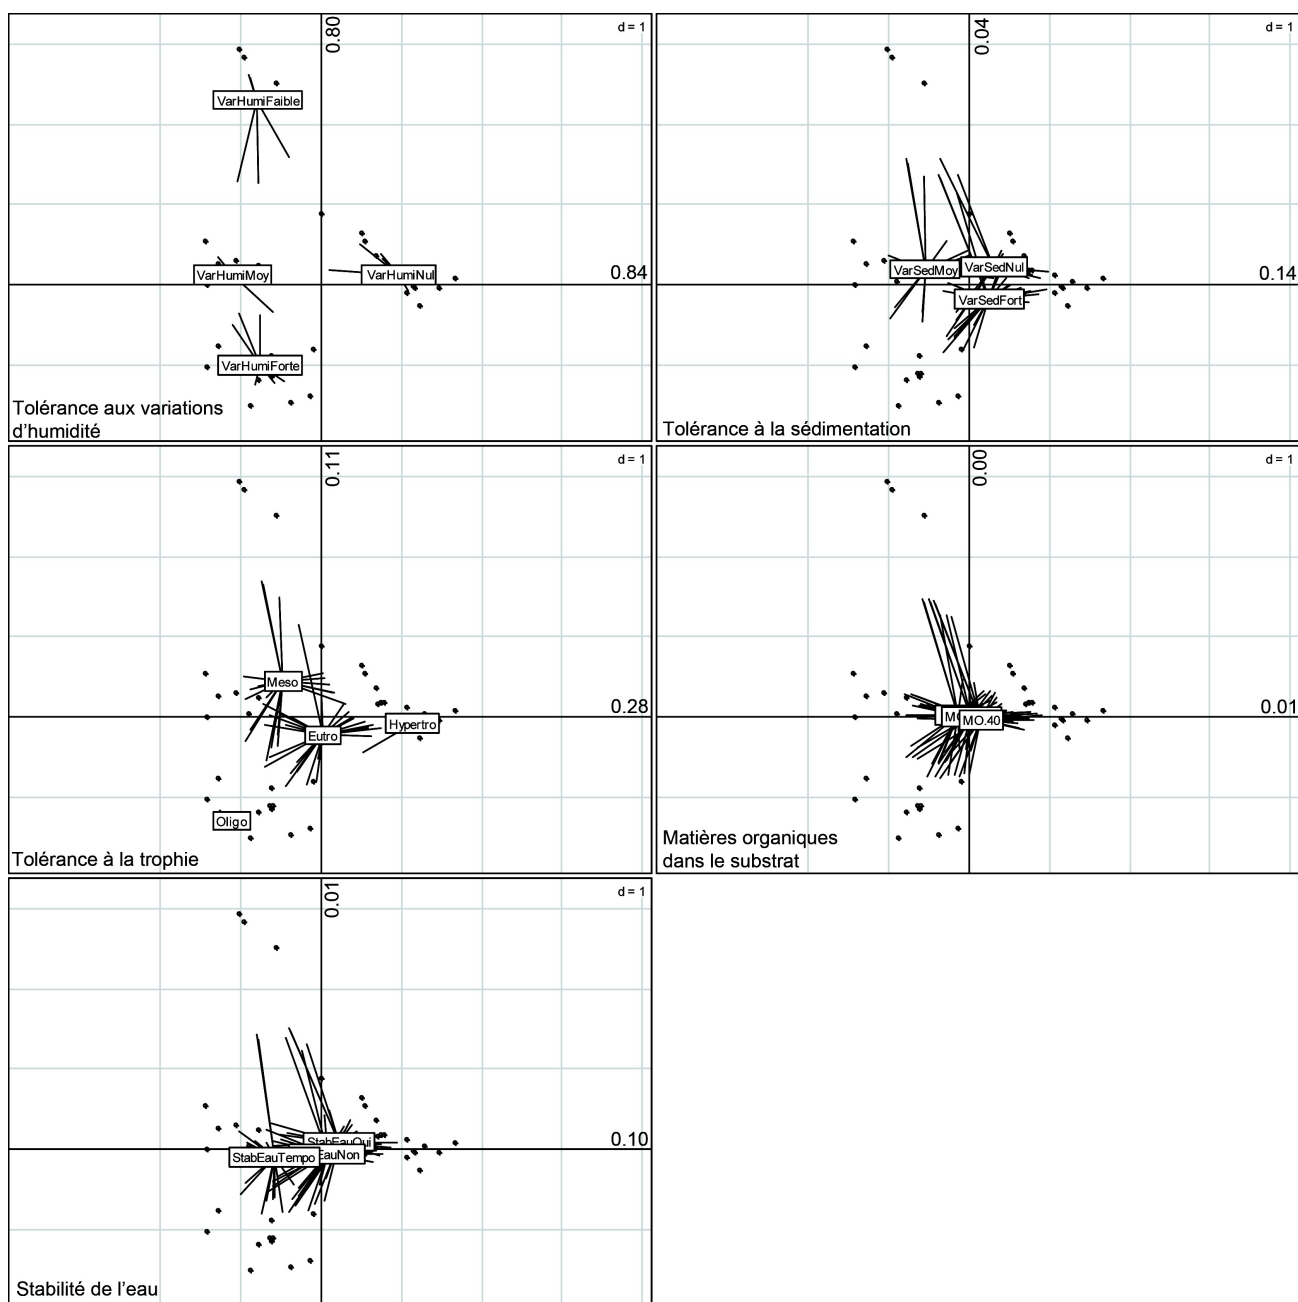 0.80
d = 1
VarHumiFaible
VarHumiMoy
VarHumiNul
0.84
VarHumiForte
Tolérance aux variations
d’humidité
0.04
d = 1
VarSedMoy
VarSedNul
0.14
VarSedFort
Tolérance à la sédimentation
0.11
d = 1
Meso
0.28
Hypertro
Eutro
Oligo
Tolérance à la trophie
0.00
d = 1
0.01
MO.40
Matières organiques
dans le substrat
0.01
d = 1
StabEauOui
0.10
StabEauTempo
EauNon
Stabilité de l’eau